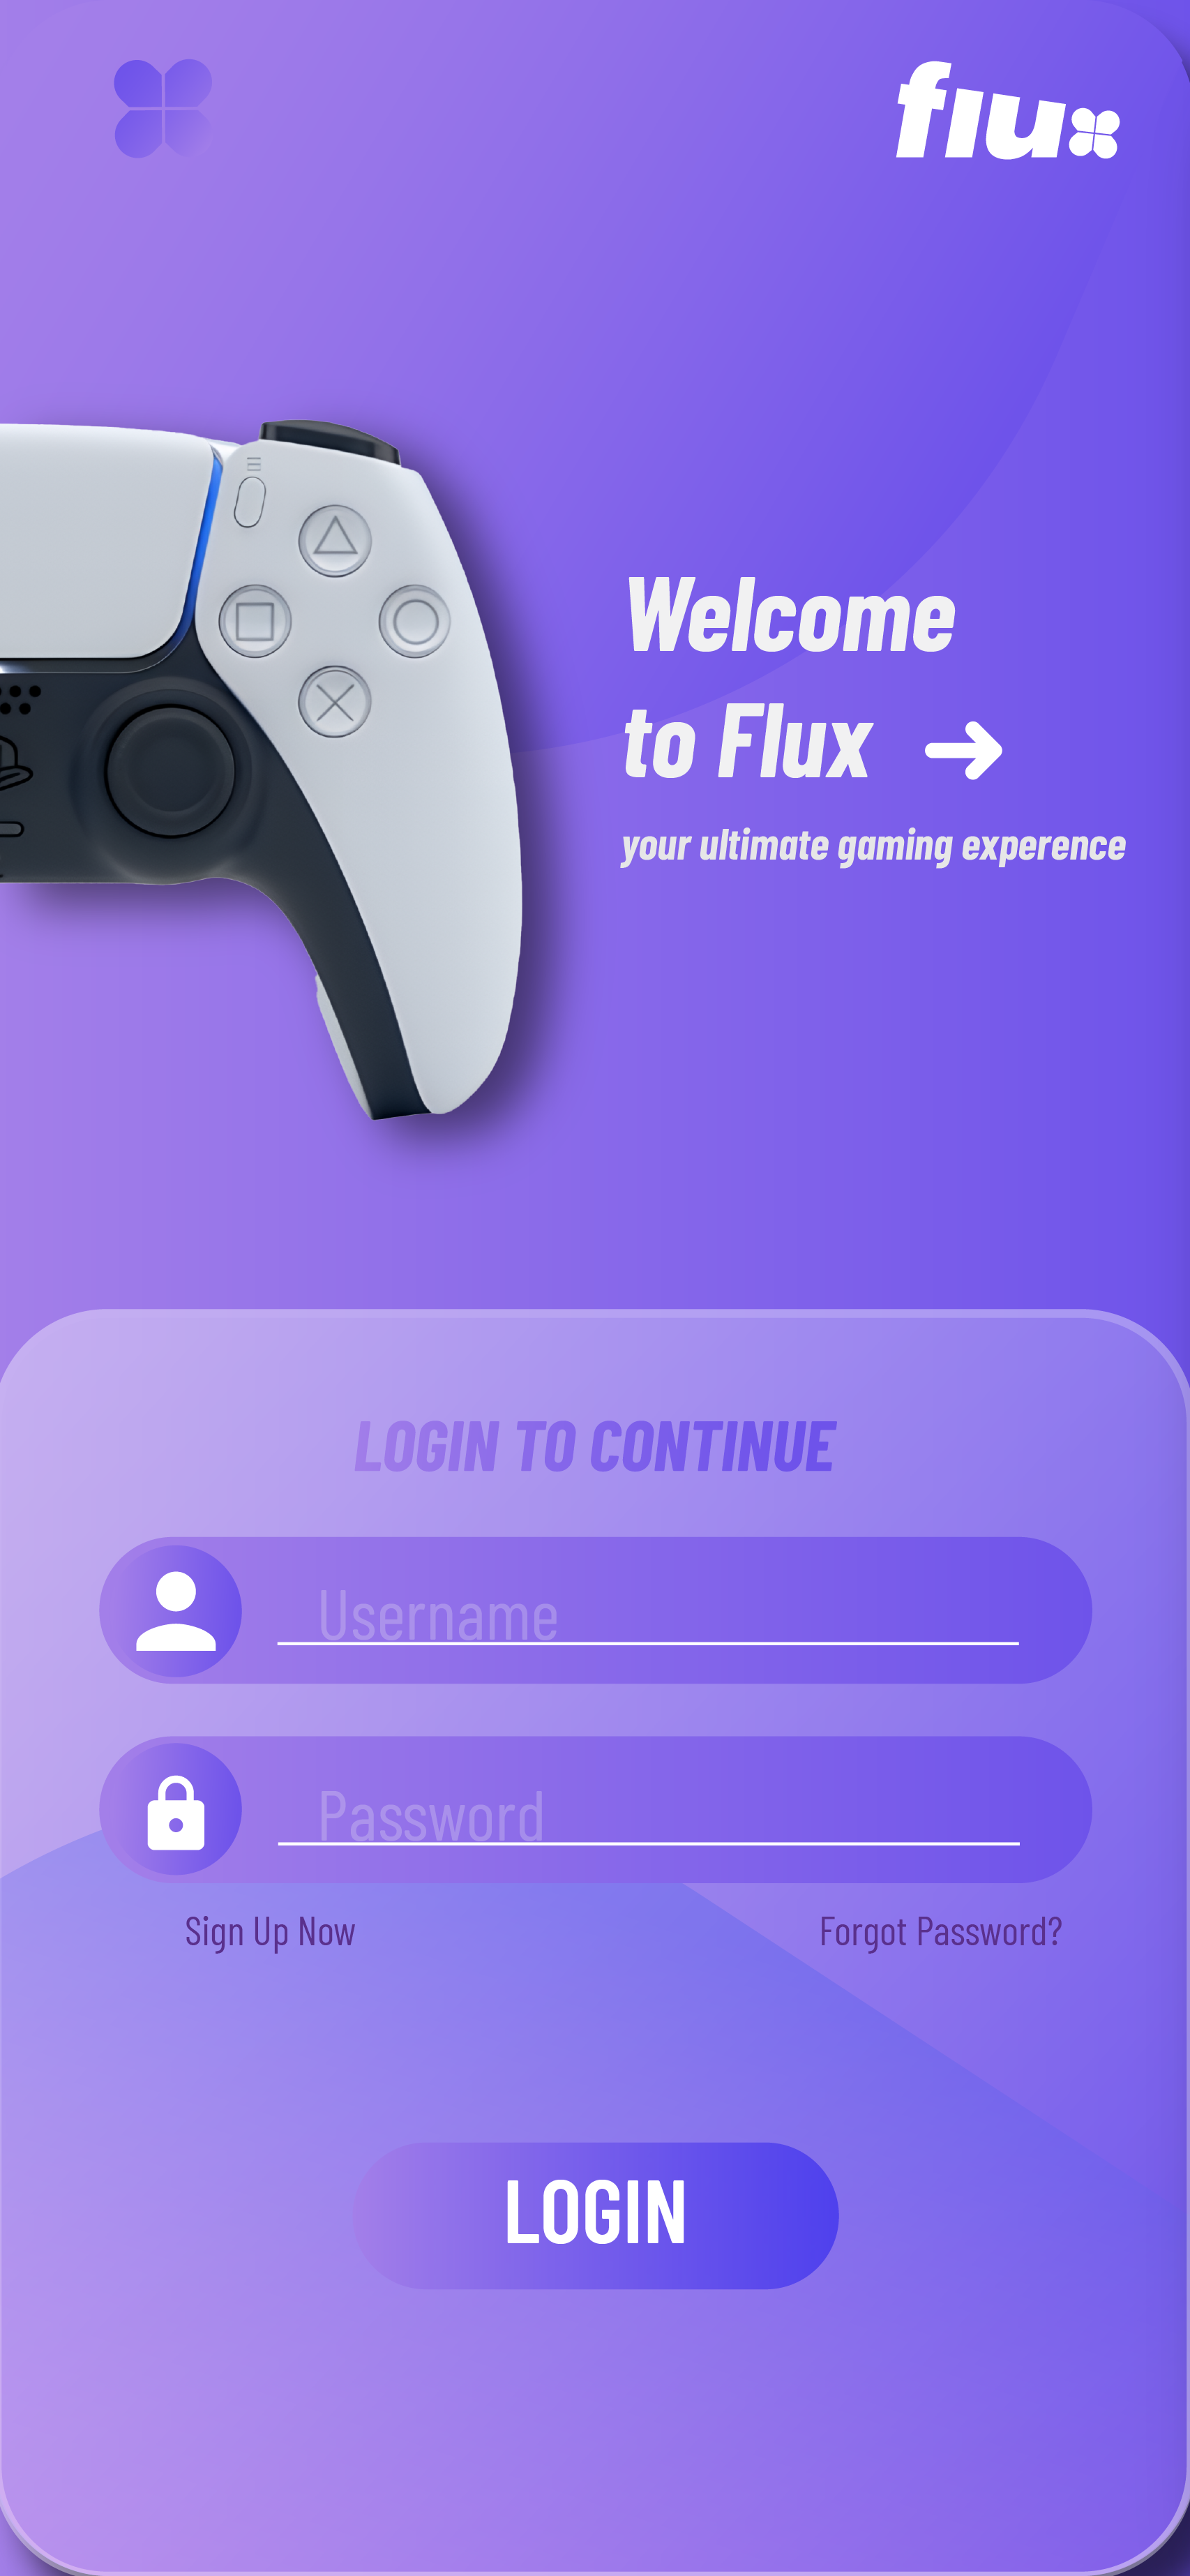 flux
Welcome
to Flux
your ultimate gaming experence
LOGIN TO CONTINUE
Username
Password
Sign Up Now
Forgot Password?
LOGIN